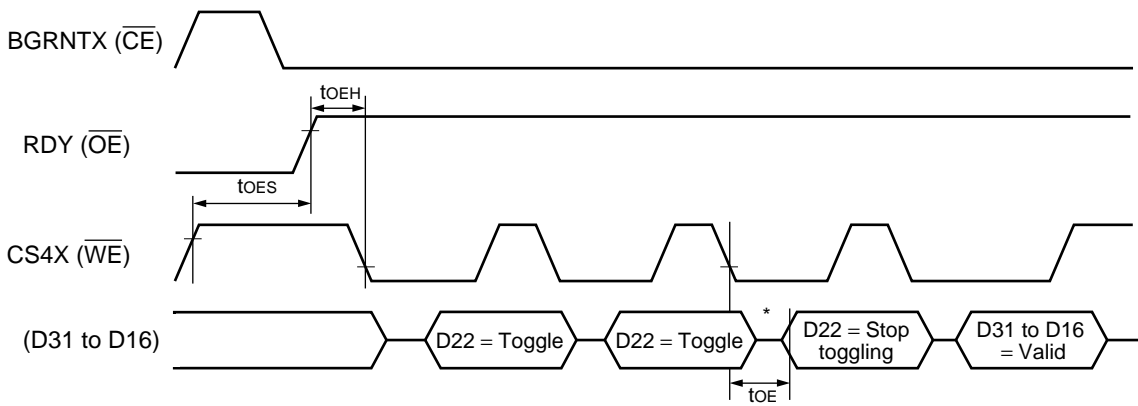 BGRNTX (CE)
tOEH
RDY (OE)
tOES
CS4X (WE)
*
(D31 to D16)
D22 = Toggle
D22 = Toggle
D22 = Stop
toggling
D31 to D16
= Valid
tOE